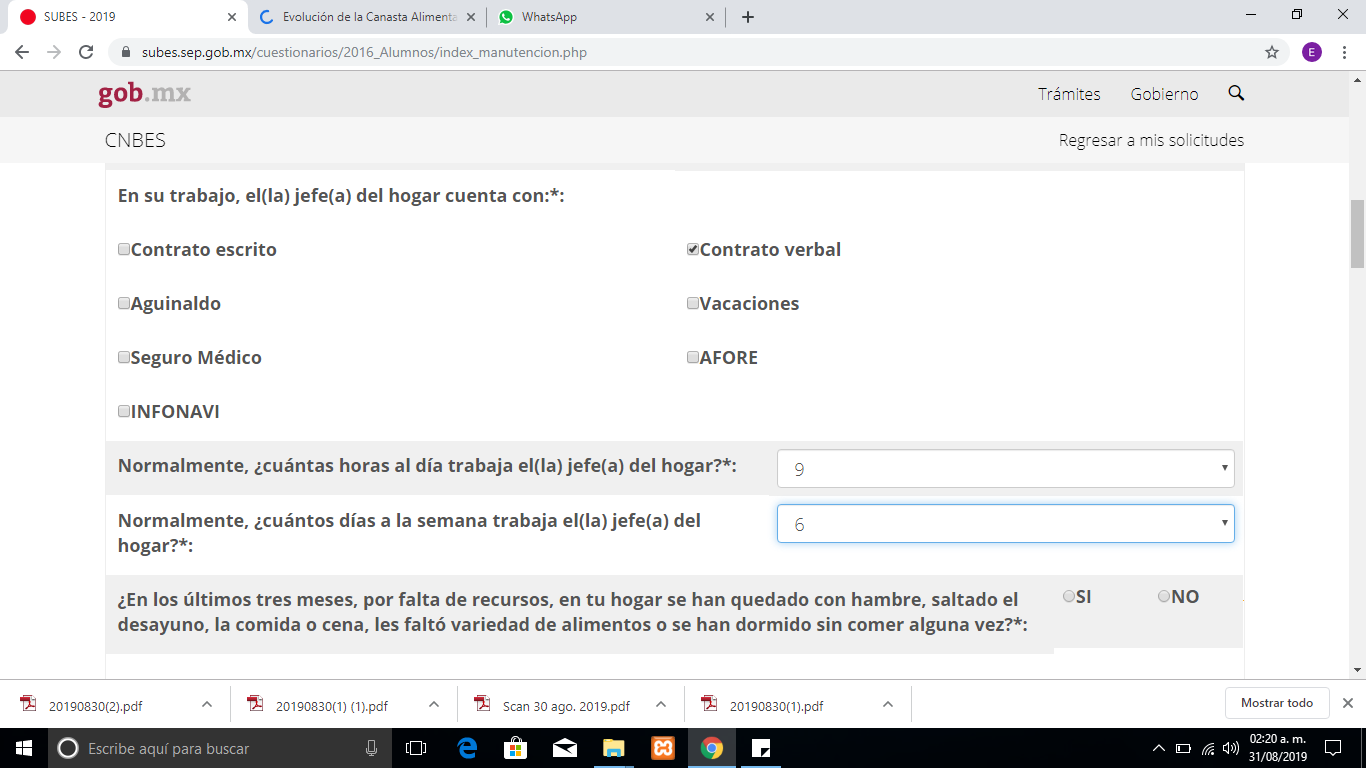 SUBES - 2019
Evolución de la Canasta Alimenta
WhatsApp
subes.sep.gob.mx/cuestionarios/2016_Alumnos/index_manutencion.php
E
gob.mx
Trámites
Gobierno
CNBES
Regresar a mis solicitudes
En su trabajo, el(la) jefe(a) del hogar cuenta con:*:
Contrato escrito
Contrato verbal
Aguinaldo
Vacaciones
Seguro Médico
AFORE
INFONAVI
Normalmente, ¿cuántas horas al día trabaja el(la) jefe(a) del hogar?*:
9
Normalmente, ¿cuántos días a la semana trabaja el(la) jefe(a) del
hogar?*:
6
¿En los últimos tres meses, por falta de recursos, en tu hogar se han quedado con hambre, saltado el
desayuno, la comida o cena, les faltó variedad de alimentos o se han dormido sin comer alguna vez?*:
SI
NO
20190830(2).pdf
20190830(1) (1).pdf
Scan 30 ago. 2019.pdf
20190830(1).pdf
Mostrar todo
Escribe aquí para buscar
02:20 a. m.
31/08/2019